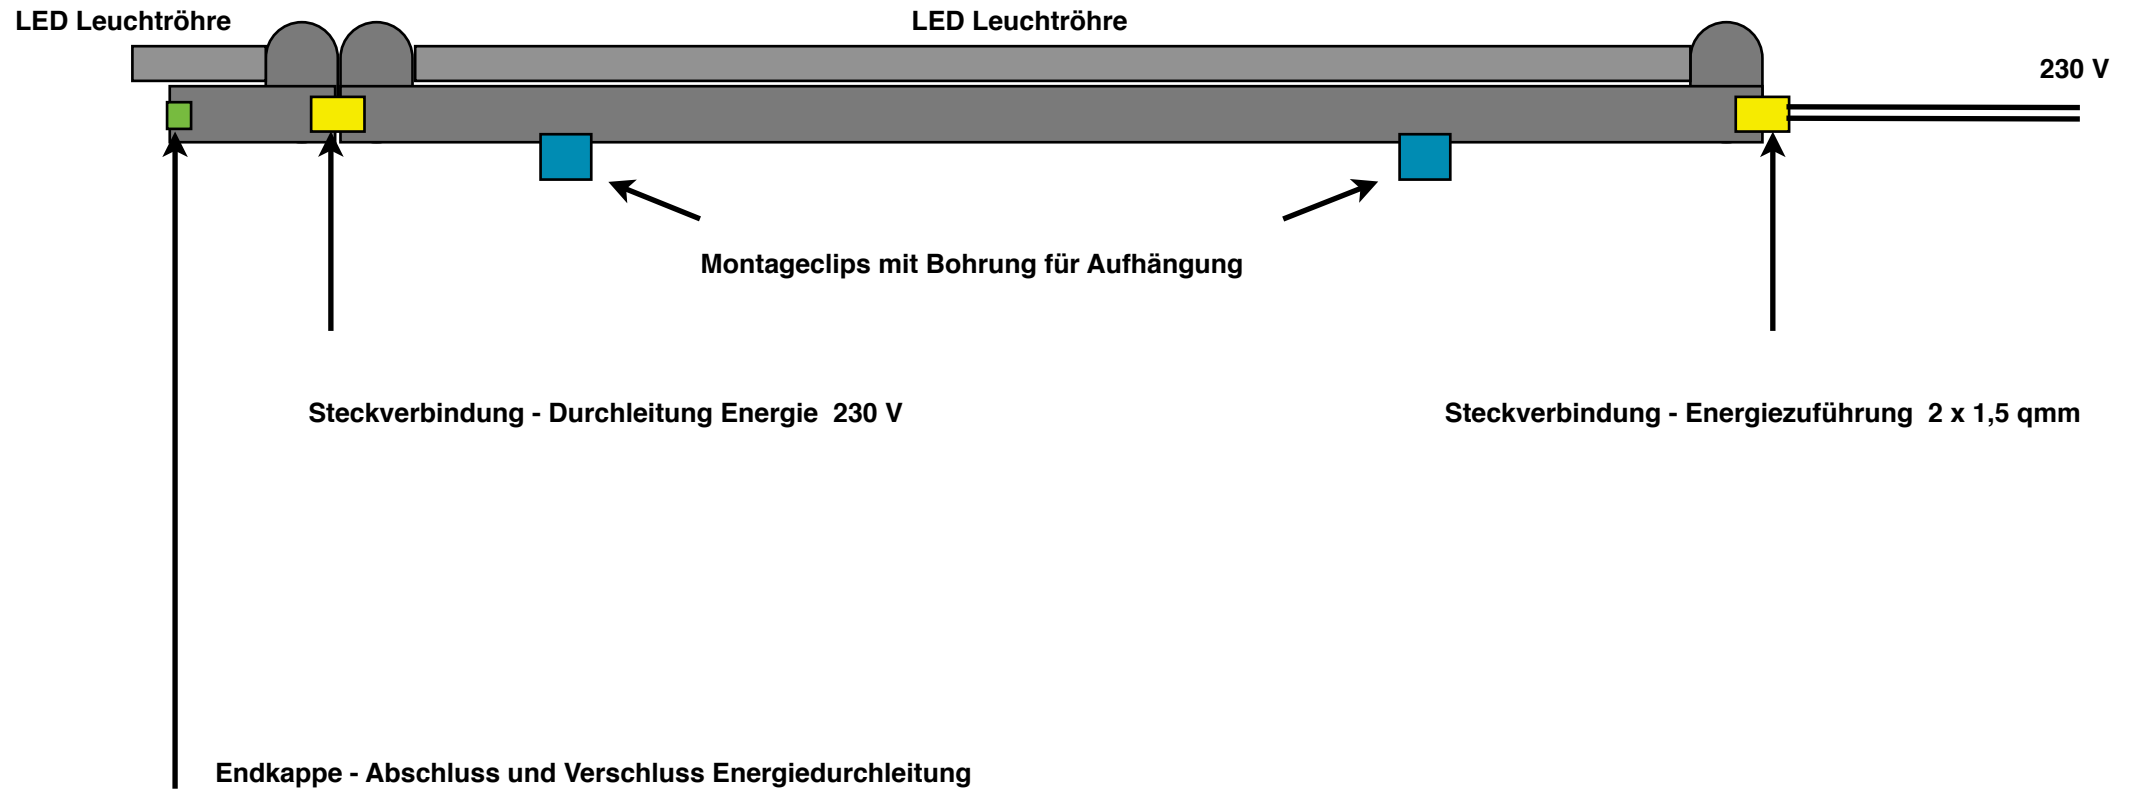 LED Leuchtröhre
LED Leuchtröhre
230 V
Montageclips mit Bohrung für Aufhängung
Steckverbindung - Durchleitung Energie  230 V
Steckverbindung - Energiezuführung  2 x 1,5 qmm
Endkappe - Abschluss und Verschluss Energiedurchleitung